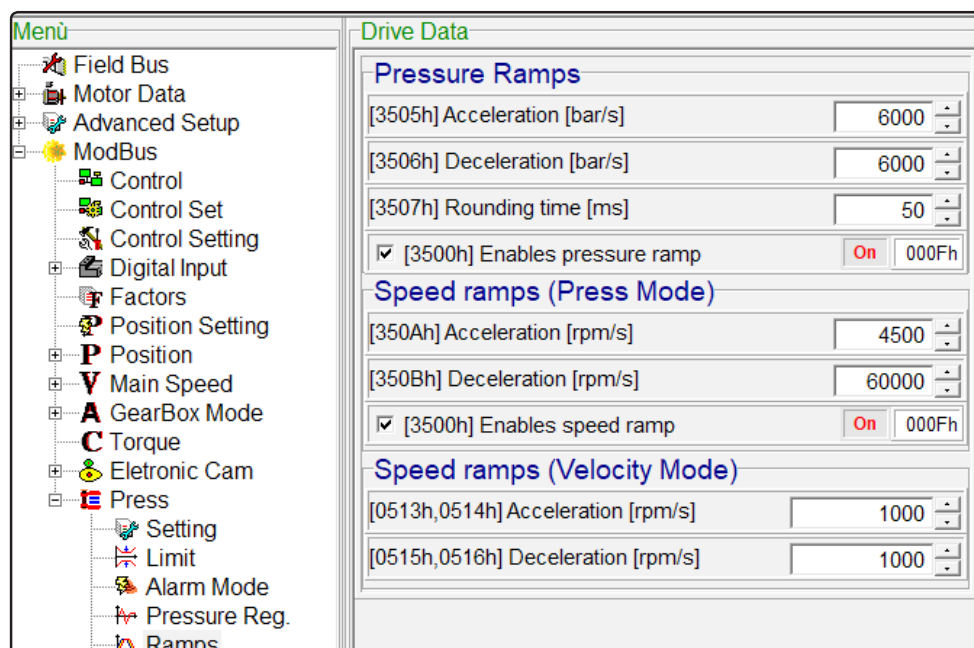 Menù
Field Bus
Motor Data
Advanced Setup
ModBus
Control
Control Set
Control Setting
Digital Input
Factors
Position Setting
P Position
V Main Speed
A GearBox Mode
C Torque
Eletronic Cam
Press
Setting
Limit
Alarm Mode
Pressure Reg.
Ramps
Drive Data
Pressure Ramps
[3505h] Acceleration [bar/s] 6000
[3506h] Deceleration [bar/s] 6000
[3507h] Rounding time [ms] 50
[3500h] Enables pressure ramp On 000Fh
Speed ramps (Press Mode)
[350Ah] Acceleration [rpm/s] 4500
[350Bh] Deceleration [rpm/s] 60000
[3500h] Enables speed ramp On 000Fh
Speed ramps (Velocity Mode)
[0513h,0514h] Acceleration [rpm/s] 1000
[0515h,0516h] Deceleration [rpm/s] 1000